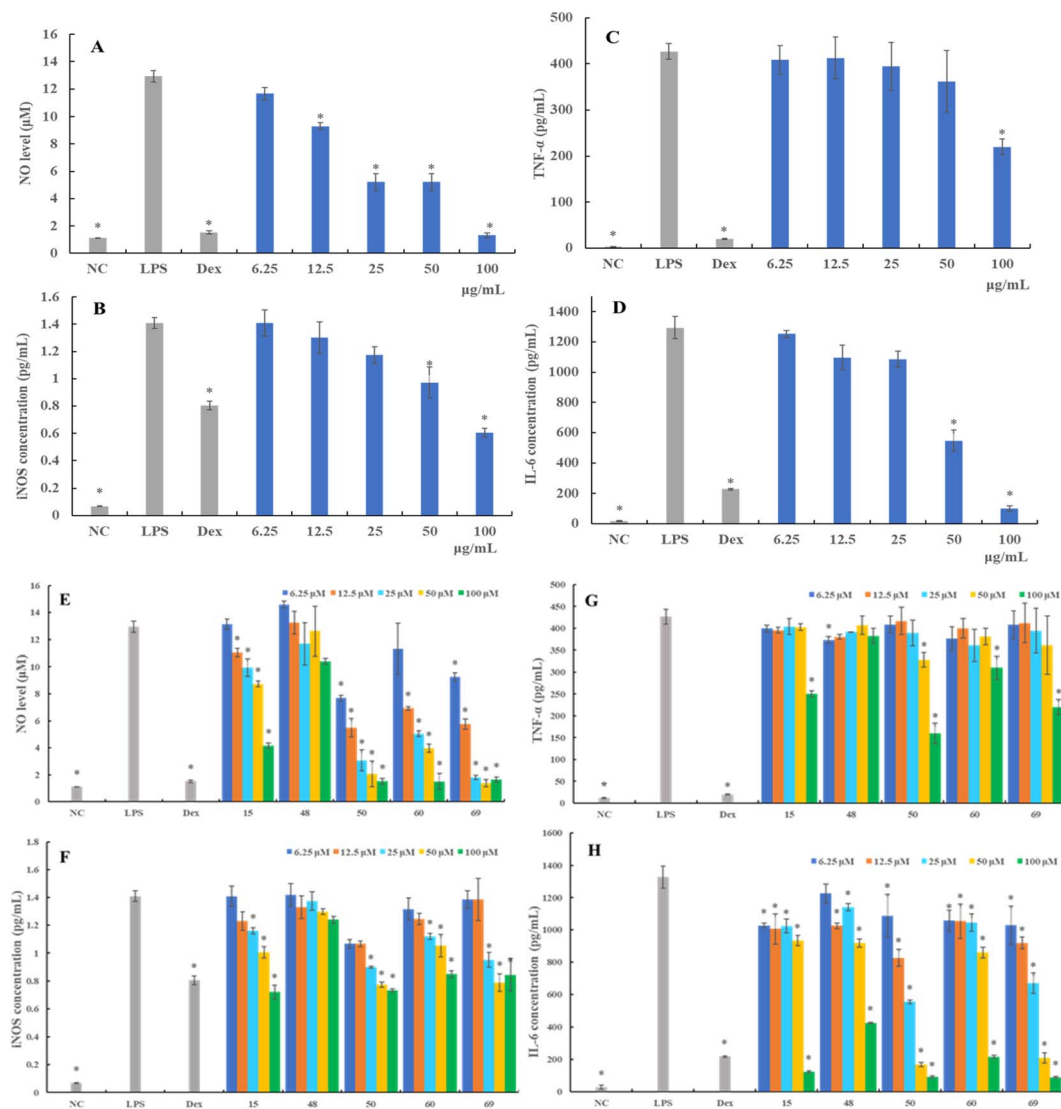 A
NO level (µM)
16
14
12
10
8
6
4
2
0
*
*
*
*
*
*
NC LPS Dex 6.25 12.5 25 50 100
µg/mL
C
TNF-α (pg/mL)
500
400
300
200
100
0
*
*
*
NC LPS Dex 6.25 12.5 25 50 100
µg/mL
B
iNOS concentration (pg/mL)
1.6
1.4
1.2
1
0.8
0.6
0.4
0.2
0
*
*
*
*
NC LPS Dex 6.25 12.5 25 50 100
µg/mL
D
IL-6 concentration (pg/mL)
1400
1200
1000
800
600
400
200
0
*
*
*
*
NC LPS Dex 6.25 12.5 25 50 100
µg/mL
E
6.25 µM 12.5 µM 25 µM 50 µM 100 µM
NO level (µM)
16
14
12
10
8
6
4
2
0
* * * * * * * * * * * * * * * * * * * *
NC LPS Dex 15 48 50 60 69
G
6.25 µM 12.5 µM 25 µM 50 µM 100 µM
TNF-α (pg/mL)
500
450
400
350
300
250
200
150
100
50
0
* * * * * * * *
NC LPS Dex 15 48 50 60 69
F
6.25 µM 12.5 µM 25 µM 50 µM 100 µM
iNOS concentration (pg/mL)
1.8
1.6
1.4
1.2
1
0.8
0.6
0.4
0.2
0
* * * * * * * * * * * * * *
NC LPS Dex 15 48 50 60 69
H
6.25 µM 12.5 µM 25 µM 50 µM 100 µM
IL-6 concentration (pg/mL)
1600
1400
1200
1000
800
600
400
200
0
* * * * * * * * * * * * * * * * * * * * * * * * * *
NC LPS Dex 15 48 50 60 69